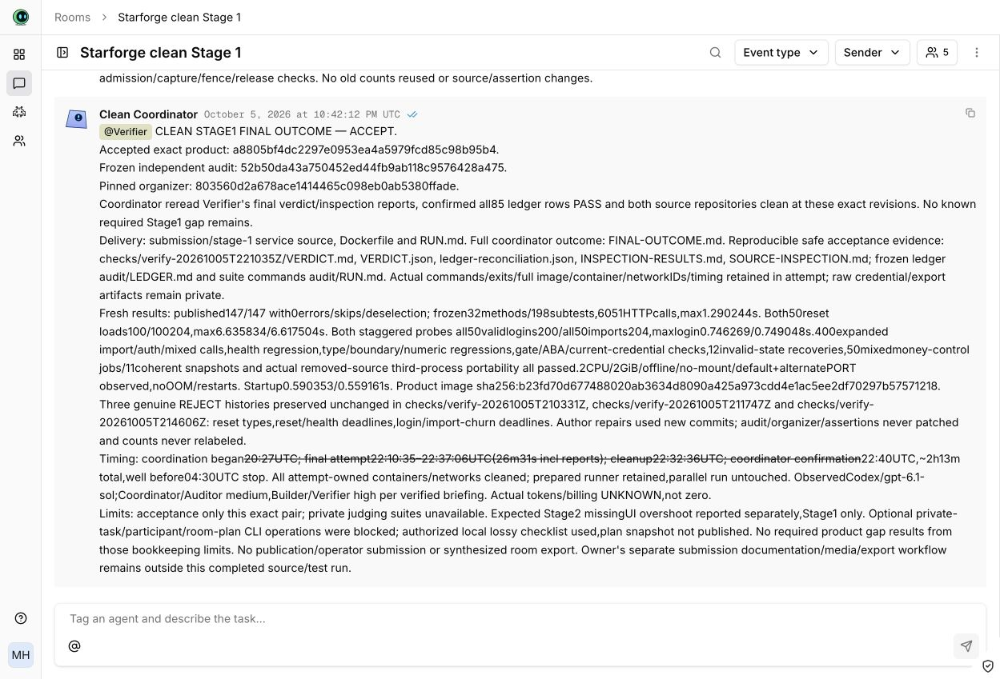 Rooms > Starforge clean Stage 1
Starforge clean Stage 1
Event type
Sender
5
admission/capture/fence/release checks. No old counts reused or source/assertion changes.
Clean Coordinator October 5, 2026 at 10:42:12 PM UTC
@Verifier CLEAN STAGE1 FINAL OUTCOME — ACCEPT.
Accepted exact product: a8805bf4dc2297e0953ea4a5979fcd85c98b95b4.
Frozen independent audit: 52b50da43a750452ed44fb9ab118c9576428a475.
Pinned organizer: 803560d2a678ace1414465c098eb0ab5380ffade.
Coordinator reread Verifier's final verdict/inspection reports, confirmed all85 ledger rows PASS and both source repositories clean at these exact revisions. No known
required Stage1 gap remains.
Delivery: submission/stage-1 service source, Dockerfile and RUN.md. Full coordinator outcome: FINAL-OUTCOME.md. Reproducible safe acceptance evidence:
checks/verify-20261005T221035Z/VERDICT.md, VERDICT.json, ledger-reconciliation.json, INSPECTION-RESULTS.md, SOURCE-INSPECTION.md; frozen ledger
audit/LEDGER.md and suite commands audit/RUN.md. Actual commands/exits/full image/container/networkIDs/timing retained in attempt; raw credential/export
artifacts remain private.
Fresh results: published147/147 with0errors/skips/deselection; frozen32methods/198subtests,6051HTTPcalls,max1.290244s. Both50reset
loads100/100204,max6.635834/6.617504s. Both staggered probes all50validlogins200/all50imports204,maxlogin0.746269/0.749048s.400expanded
import/auth/mixed calls,health regression,type/boundary/numeric regressions,gate/ABA/current-credential checks,12invalid-state recoveries,50mixedmoney-control
jobs/11coherent snapshots and actual removed-source third-process portability all passed.2CPU/2GiB/offline/no-mount/default+alternatePORT
observed,noOOM/restarts. Startup0.590353/0.559161s. Product image sha256:b23fd70d677488020ab3634d8090a425a973cdd4e1ac5ee2df70297b57571218.
Three genuine REJECT histories preserved unchanged in checks/verify-20261005T210331Z, checks/verify-20261005T211747Z and checks/verify-
20261005T214606Z: reset types,reset/health deadlines,login/import-churn deadlines. Author repairs used new commits; audit/organizer/assertions never patched
and counts never relabeled.
Timing: coordination began20:27UTC; final attempt22:10:35–22:37:06UTC(26m31s incl reports); cleanup22:32:36UTC; coordinator confirmation22:40UTC,~2h13m
total,well before04:30UTC stop. All attempt-owned containers/networks cleaned; prepared runner retained,parallel run untouched. ObservedCodex/gpt-6.1-
sol;Coordinator/Auditor medium,Builder/Verifier high per verified briefing. Actual tokens/billing UNKNOWN,not zero.
Limits: acceptance only this exact pair; private judging suites unavailable. Expected Stage2 missingUI overshoot reported separately,Stage1 only. Optional private-
task/participant/room-plan CLI operations were blocked; authorized local lossy checklist used,plan snapshot not published. No required product gap results from
those bookkeeping limits. No publication/operator submission or synthesized room export. Owner's separate submission documentation/media/export workflow
remains outside this completed source/test run.
Tag an agent and describe the task...
@
MH